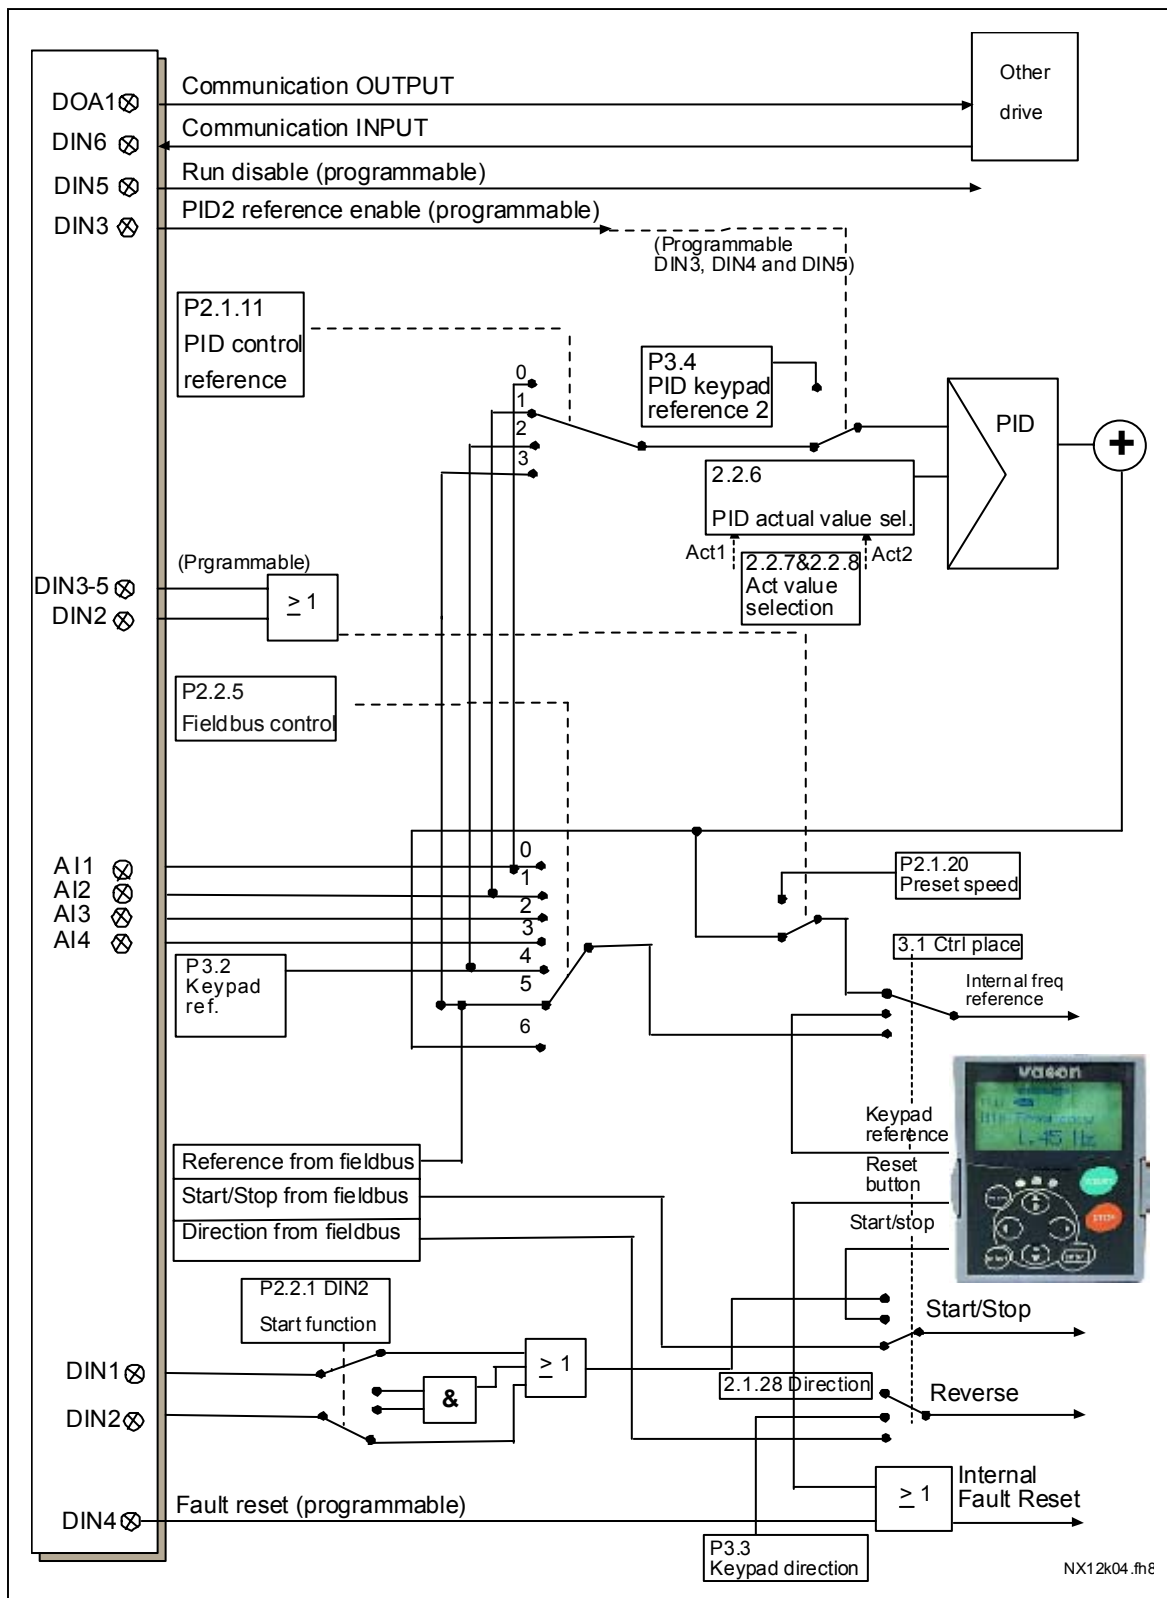 DOA1
Communication OUTPUT
Other
drive
DIN6
Communication INPUT
DIN5
Run disable (programmable)
DIN3
PID2 reference enable (programmable)
(Programmable
DIN3, DIN4 and DIN5)
P2.1.11
PID control
reference
0
1
2
3
P3.4
PID keypad
reference 2
PID
+
2.2.6
PID actual value sel.
Act1
Act2
2.2.7&2.2.8
Act value
selection
(Prgrammable)
DIN3-5
DIN2
≥ 1
P2.2.5
Fieldbus control
AI1
AI2
AI3
AI4
0
1
2
3
4
5
6
P3.2
Keypad
ref.
P2.1.20
Preset speed
3.1 Ctrl place
Internal freq
reference
vacon
1.45 Hz
Keypad
reference
Reset
button
Start/stop
Reference from fieldbus
Start/Stop from fieldbus
Direction from fieldbus
P2.2.1 DIN2
Start function
DIN1
DIN2
&
≥ 1
Start/Stop
2.1.28 Direction
Reverse
DIN4
Fault reset (programmable)
≥ 1
Internal
Fault Reset
P3.3
Keypad direction
NX12k04.fh8